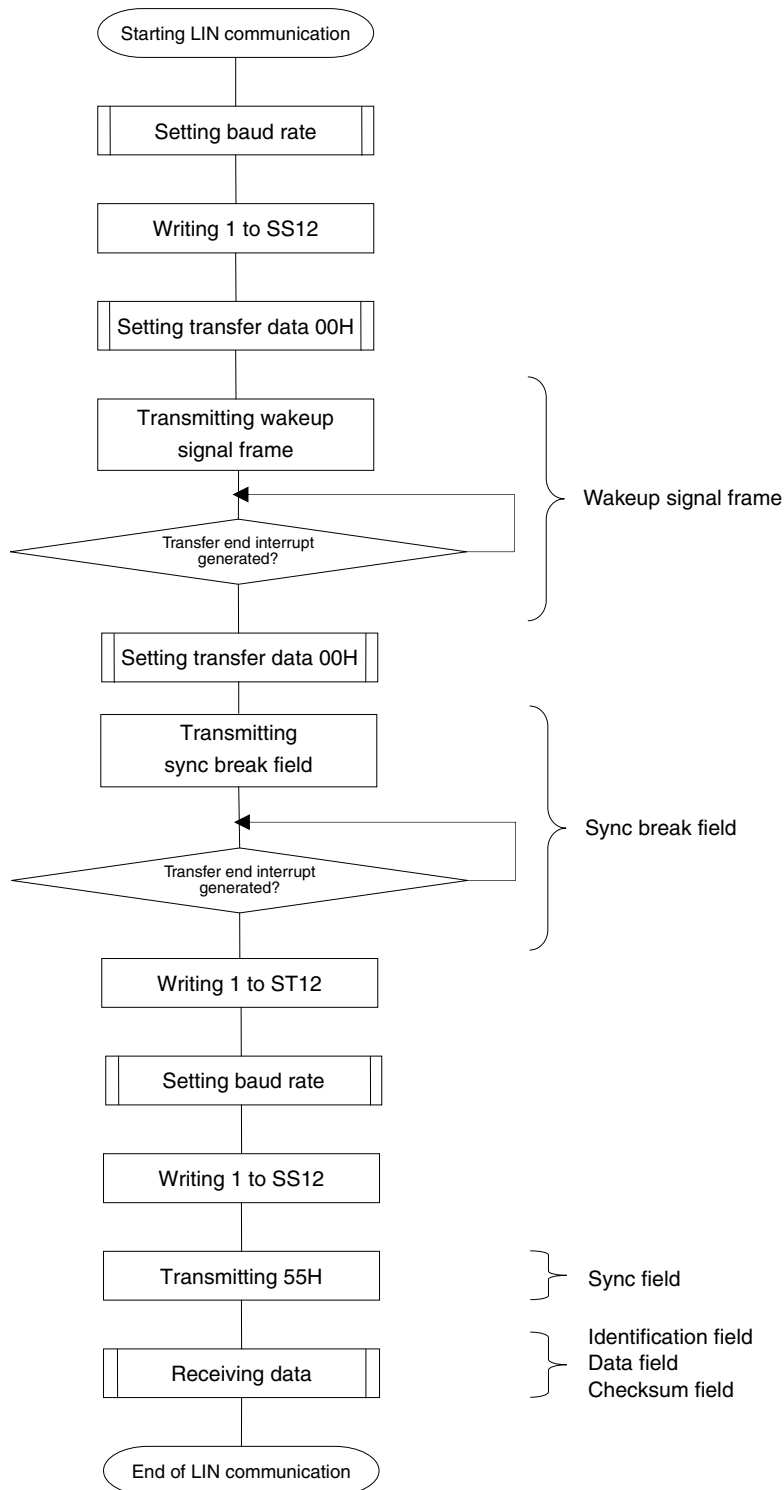 Starting LIN communication
Setting baud rate
Writing 1 to SS12
Setting transfer data 00H
Transmitting wakeup
signal frame
Wakeup signal frame
Transfer end interrupt
generated?
Setting transfer data 00H
Transmitting
sync break field
Sync break field
Transfer end interrupt
generated?
Writing 1 to ST12
Setting baud rate
Writing 1 to SS12
Transmitting 55H
Sync field
Receiving data
Identification field
Data field
Checksum field
End of LIN communication